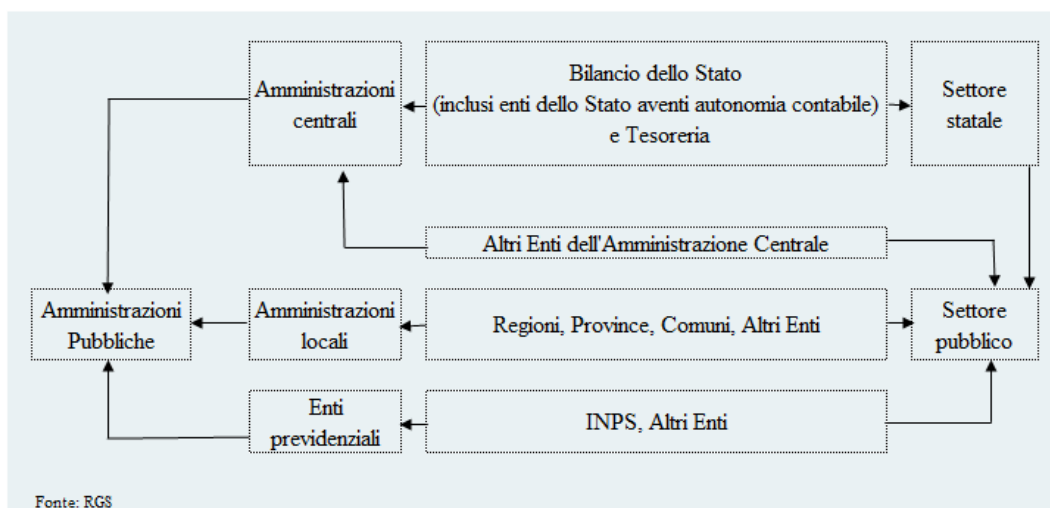 Amministrazioni
centrali
Bilancio dello Stato
(inclusi enti dello Stato aventi autonomia contabile)
e Tesoreria
Settore
statale
Altri Enti dell'Amministrazione Centrale
Amministrazioni
Pubbliche
Amministrazioni
locali
Regioni, Province, Comuni, Altri Enti
Settore
pubblico
Enti
previdenziali
INPS, Altri Enti
Fonte: RGS